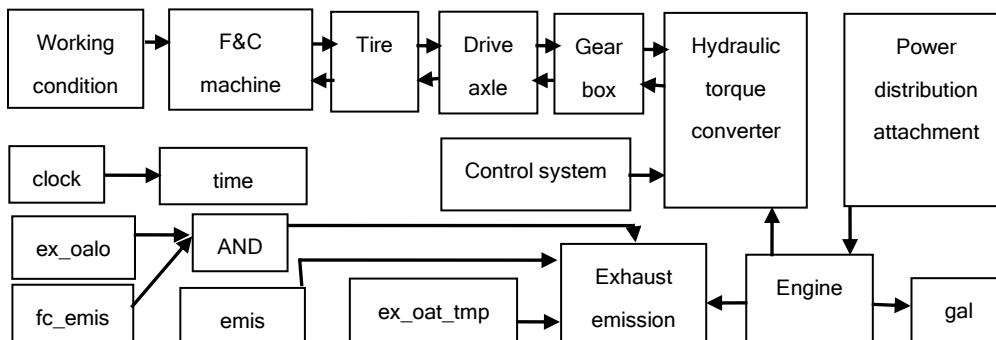 Working
condition
F&C
machine
Tire
Drive
axle
Gear
box
Hydraulic
torque
converter
Power
distribution
attachment
clock
time
Control system
ex_oalo
AND
fc_emis
emis
ex_oat_tmp
Exhaust
emission
Engine
gal